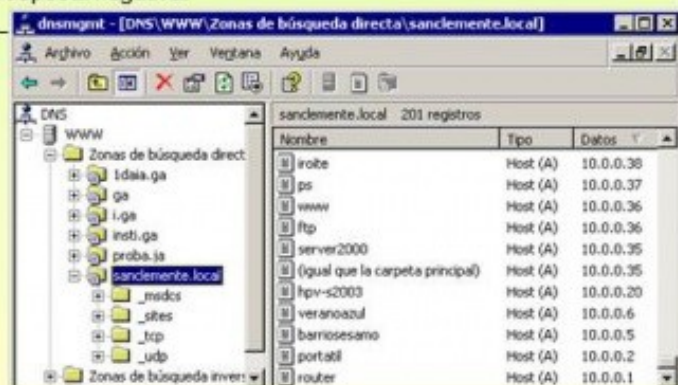 dnsmgmt - [DNS\WWW\Zonas de búsqueda directa\sanclemente.local]
Archivo Acción Ver Ventana Ayuda
DNS
WWW
Zonas de búsqueda direct
1daia.ga
ga
i.ga
insti.ga
proba.ja
sanclemente.local
_msdcs
_sites
_tcp
_udp
Zonas de búsqueda invers
sanclemente.local 201 registros
Nombre Tipo Datos
iroite Host (A) 10.0.0.38
ps Host (A) 10.0.0.37
www Host (A) 10.0.0.36
ftp Host (A) 10.0.0.36
server2000 Host (A) 10.0.0.35
(igual que la carpeta principal) Host (A) 10.0.0.35
hpv-s2003 Host (A) 10.0.0.20
veranoazul Host (A) 10.0.0.6
barriosesamo Host (A) 10.0.0.5
portatil Host (A) 10.0.0.2
router Host (A) 10.0.0.1